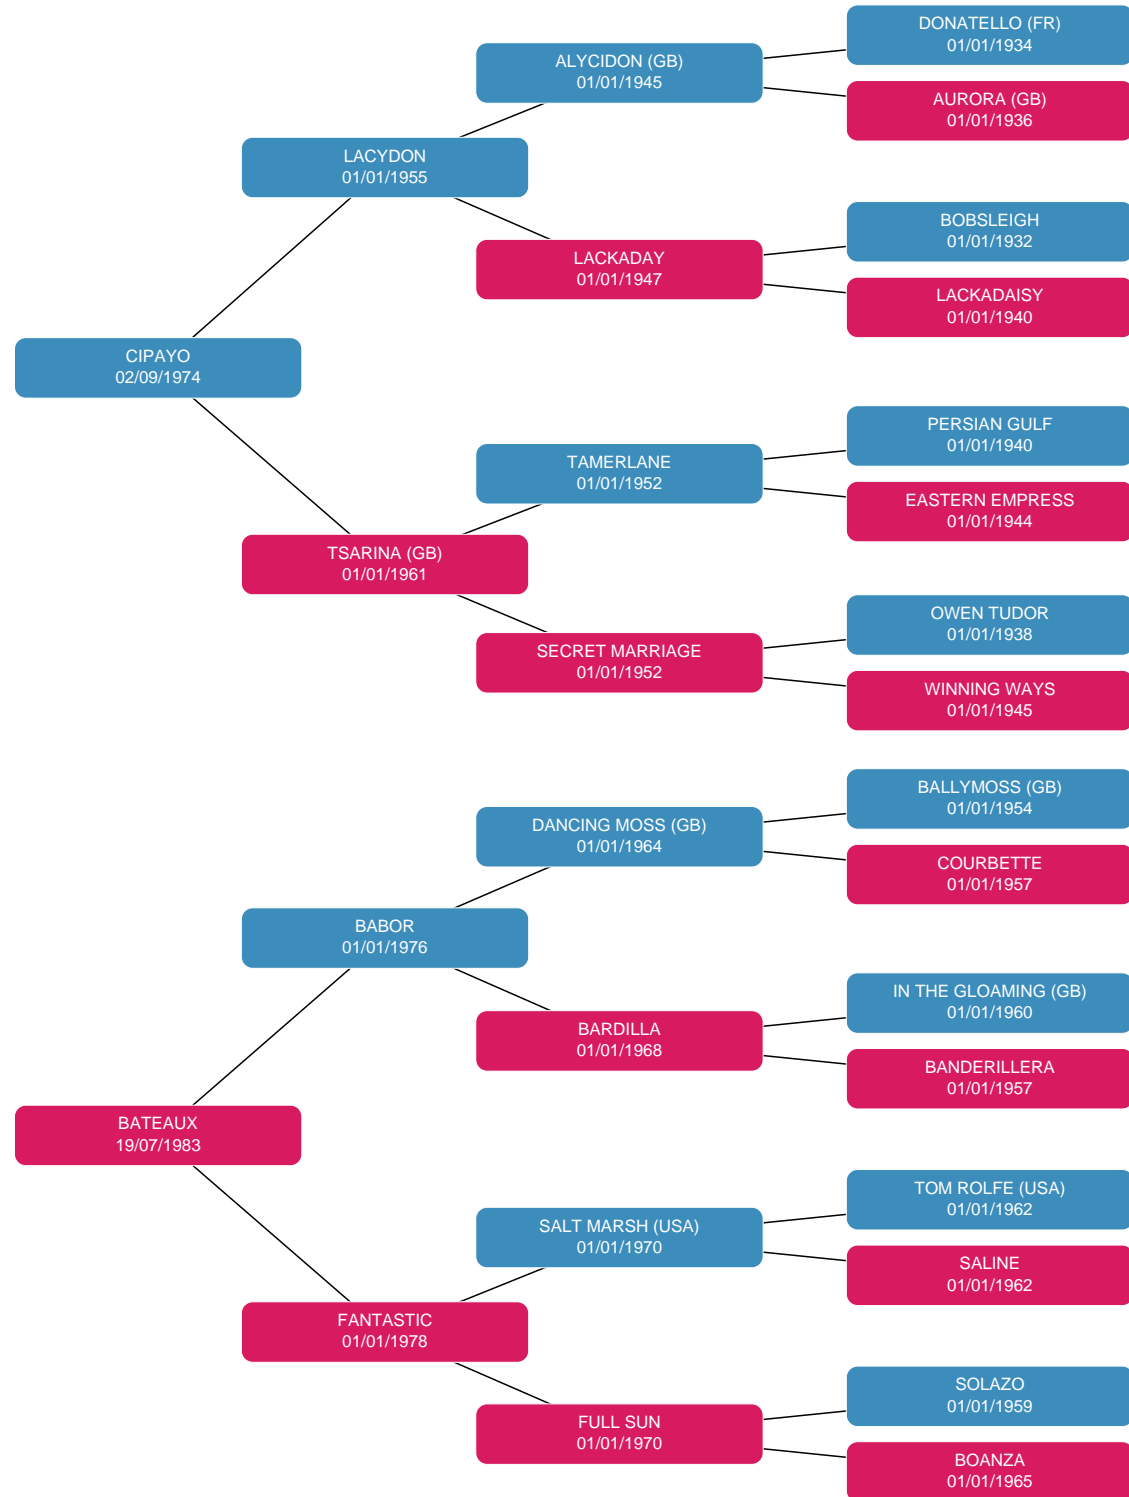 DONATELLO (FR)
01/01/1934
ALYCIDON (GB)
01/01/1945
AURORA (GB)
01/01/1936
LACYDON
01/01/1955
BOBSLEIGH
01/01/1932
LACKADAY
01/01/1947
LACKADAISY
01/01/1940
CIPAYO
02/09/1974
PERSIAN GULF
01/01/1940
TAMERLANE
01/01/1952
EASTERN EMPRESS
01/01/1944
TSARINA (GB)
01/01/1961
OWEN TUDOR
01/01/1938
SECRET MARRIAGE
01/01/1952
WINNING WAYS
01/01/1945
BALLYMOSS (GB)
01/01/1954
DANCING MOSS (GB)
01/01/1964
COURBETTE
01/01/1957
BABOR
01/01/1976
IN THE GLOAMING (GB)
01/01/1960
BARDILLA
01/01/1968
BANDERILLERA
01/01/1957
BATEAUX
19/07/1983
TOM ROLFE (USA)
01/01/1962
SALT MARSH (USA)
01/01/1970
SALINE
01/01/1962
FANTASTIC
01/01/1978
SOLAZO
01/01/1959
FULL SUN
01/01/1970
BOANZA
01/01/1965